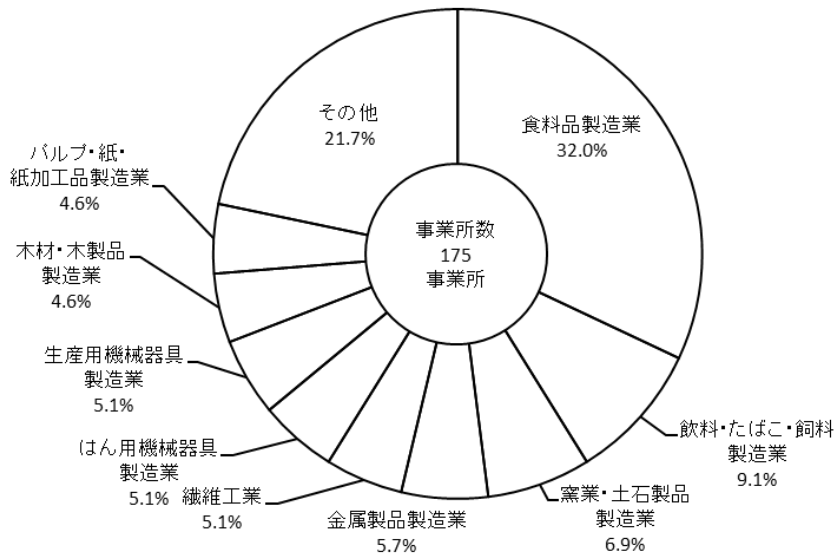 食料品製造業
32.0%
飲料・たばこ・飼料
製造業
9.1%
窯業・土石製品
製造業
6.9%
金属製品製造業
5.7%
繊維工業
5.1%
はん用機械器具
製造業
5.1%
生産用機械器具
製造業
5.1%
木材・木製品
製造業
4.6%
パルプ・紙・
紙加工品製造業
4.6%
その他
21.7%
事業所数
175
事業所